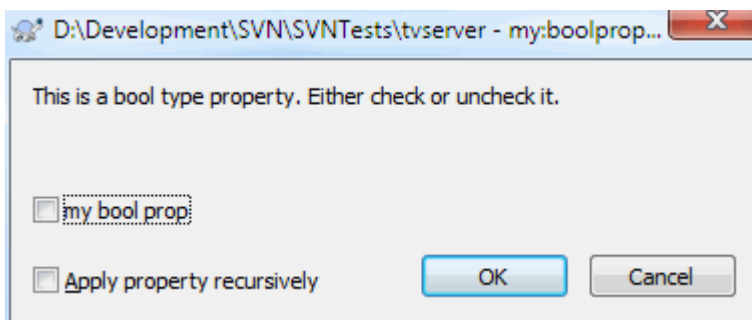 D:\Development\SVN\SVNTests\tvserver - my:boolprop...
This is a bool type property. Either check or uncheck it.
my bool prop
Apply property recursively
OK
Cancel